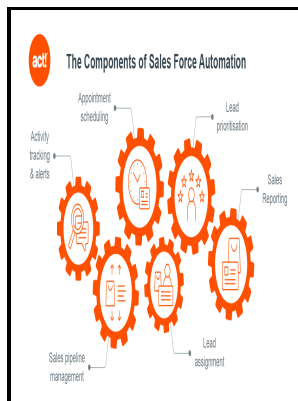 act!
The Components of Sales Force Automation
Appointment
scheduling
Lead
prioritisation
Activity
tracking
& alerts
Sales
Reporting
Sales pipeline
management
Lead
assignment